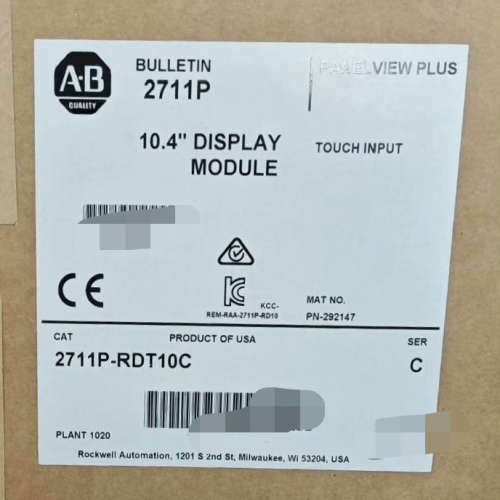 A·B
QUALITY
BULLETIN
2711P
PANELVIEW PLUS
10.4" DISPLAY
MODULE
TOUCH INPUT
CE
KCC-
REM-RAA-2711P-RD10
MAT NO.
PN-292147
CAT
PRODUCT OF USA
SER
2711P-RDT10C
C
PLANT 1020
Rockwell Automation, 1201 S 2nd St, Milwaukee, Wi 53204, USA